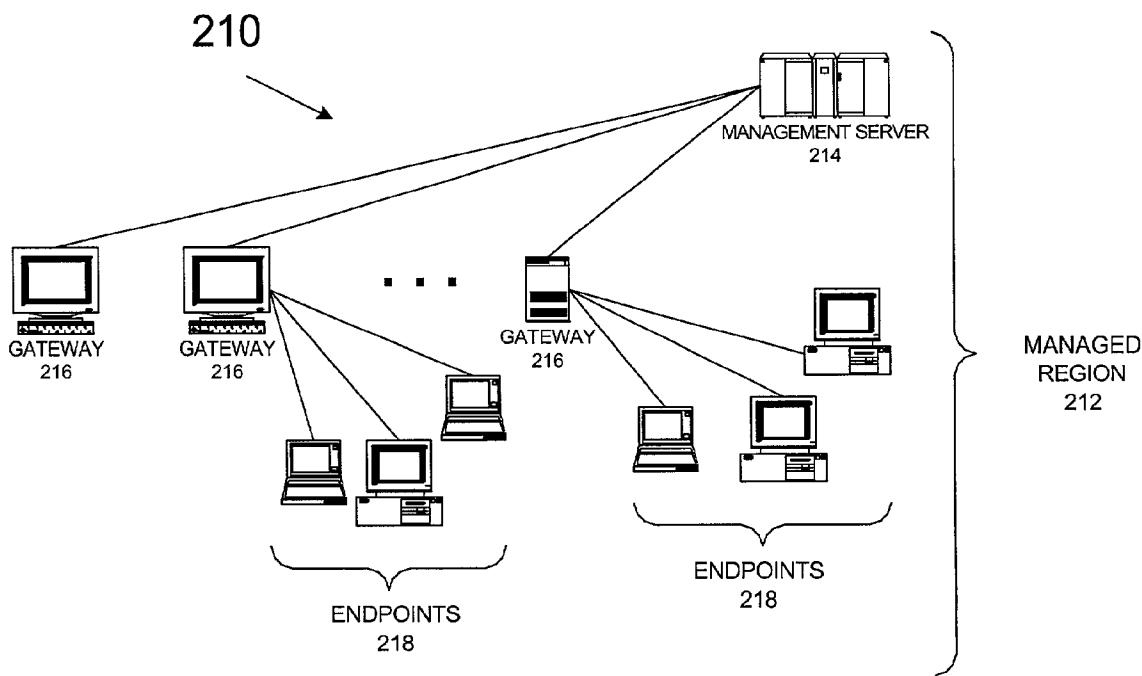 210
MANAGEMENT SERVER
214
GATEWAY
216
GATEWAY
216
GATEWAY
216
MANAGED
REGION
212
ENDPOINTS
218
ENDPOINTS
218